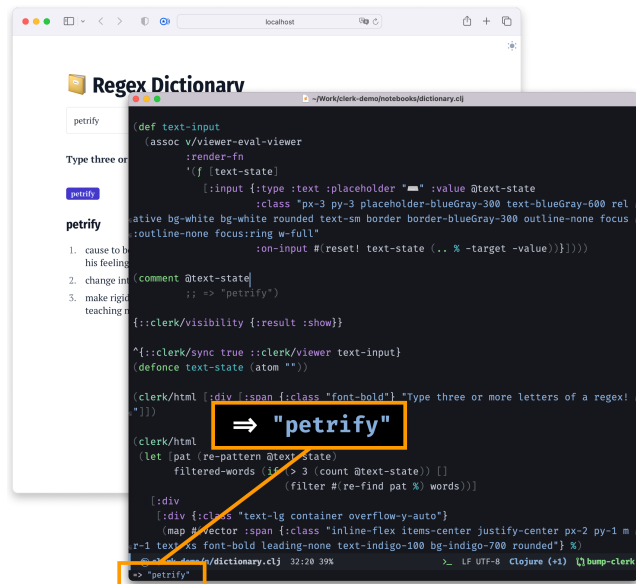 localhost
Regex Dictionary
petrify
Type three or
petrify
petrify
1. cause to b
his feeling
2. change in
3. make rigid
teaching m
~/Work/clerk-demo/notebooks/dictionary.clj
(def text-input
(assoc v/viewer-eval-viewer
:render-fn
'(ƒ [text-state]
[:input {:type :text :placeholder "⌨️" :value @text-state
:class "px-3 py-3 placeholder-blueGray-300 text-blueGray-600 rel
ative bg-white bg-white rounded text-sm border border-blueGray-300 outline-none focus
:outline-none focus:ring w-full"
:on-input #(reset! text-state (.. % -target -value))}])))
(comment @text-state
;; => "petrify")
{::clerk/visibility {:result :show}}
^{::clerk/sync true ::clerk/viewer text-input}
(defonce text-state (atom ""))
(clerk/html [:div [:span {:class "font-bold"} "Type three or more letters of a regex!
"]])
⇒ "petrify"
(clerk/html
(let [pat (re-pattern @text-state)
filtered-words (if (> 3 (count @text-state)) []
(filter #(re-find pat %) words))]
[:div
[:div {:class "text-lg container overflow-y-auto"}
(map #(vector :span {:class "inline-flex items-center justify-center px-2 py-1 m
r-1 text-xs font-bold leading-none text-indigo-100 bg-indigo-700 rounded"} %)
/dictionary.clj 32:20 39% >_ LF UTF-8 Clojure (+1) bump-clerk
=> "petrify"